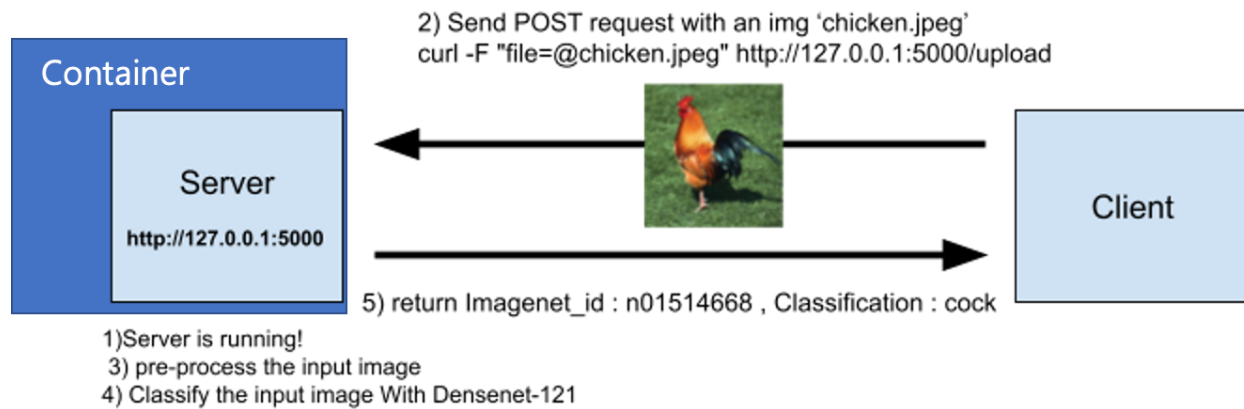 2) Send POST request with an img ‘chicken.jpeg’
curl -F "file=@chicken.jpeg" http://127.0.0.1:5000/upload
Container
Server
http://127.0.0.1:5000
Client
5) return Imagenet_id : n01514668 , Classification : cock
1)Server is running!
3) pre-process the input image
4) Classify the input image With Densenet-121